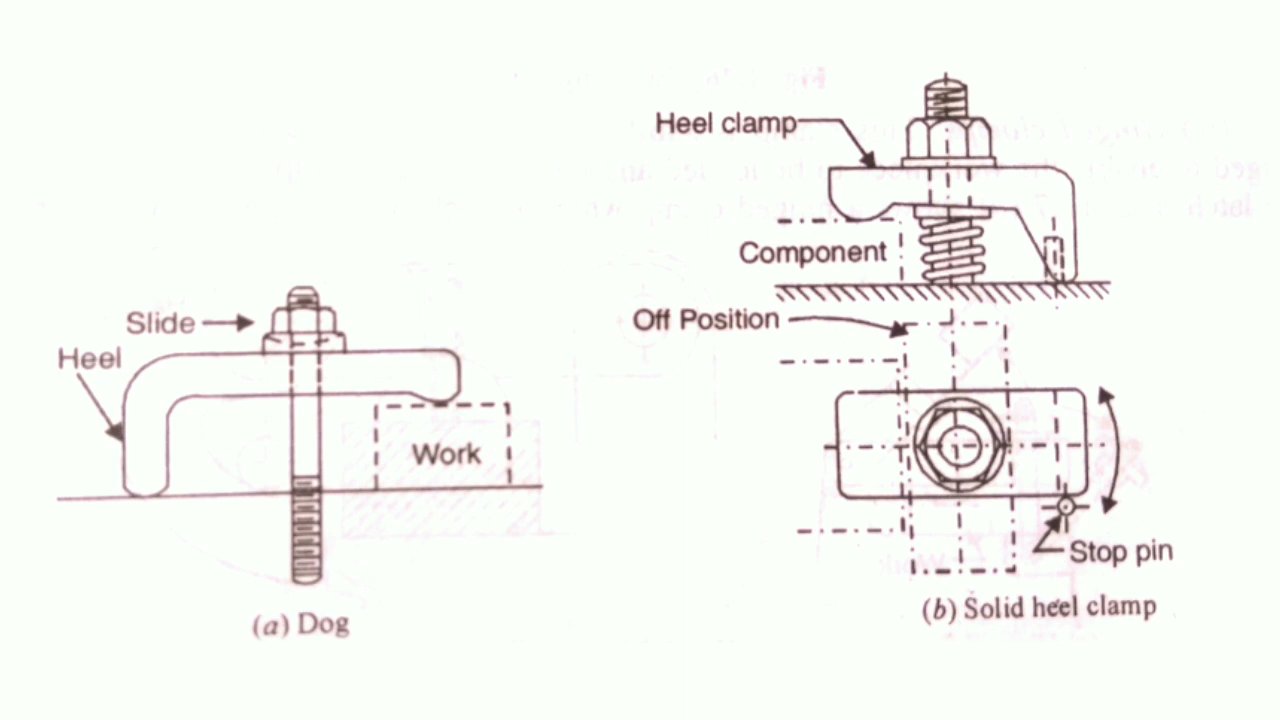 Slide
Heel
Work
(a) Dog
Heel clamp
Component
Off Position
Stop pin
(b) Solid heel clamp